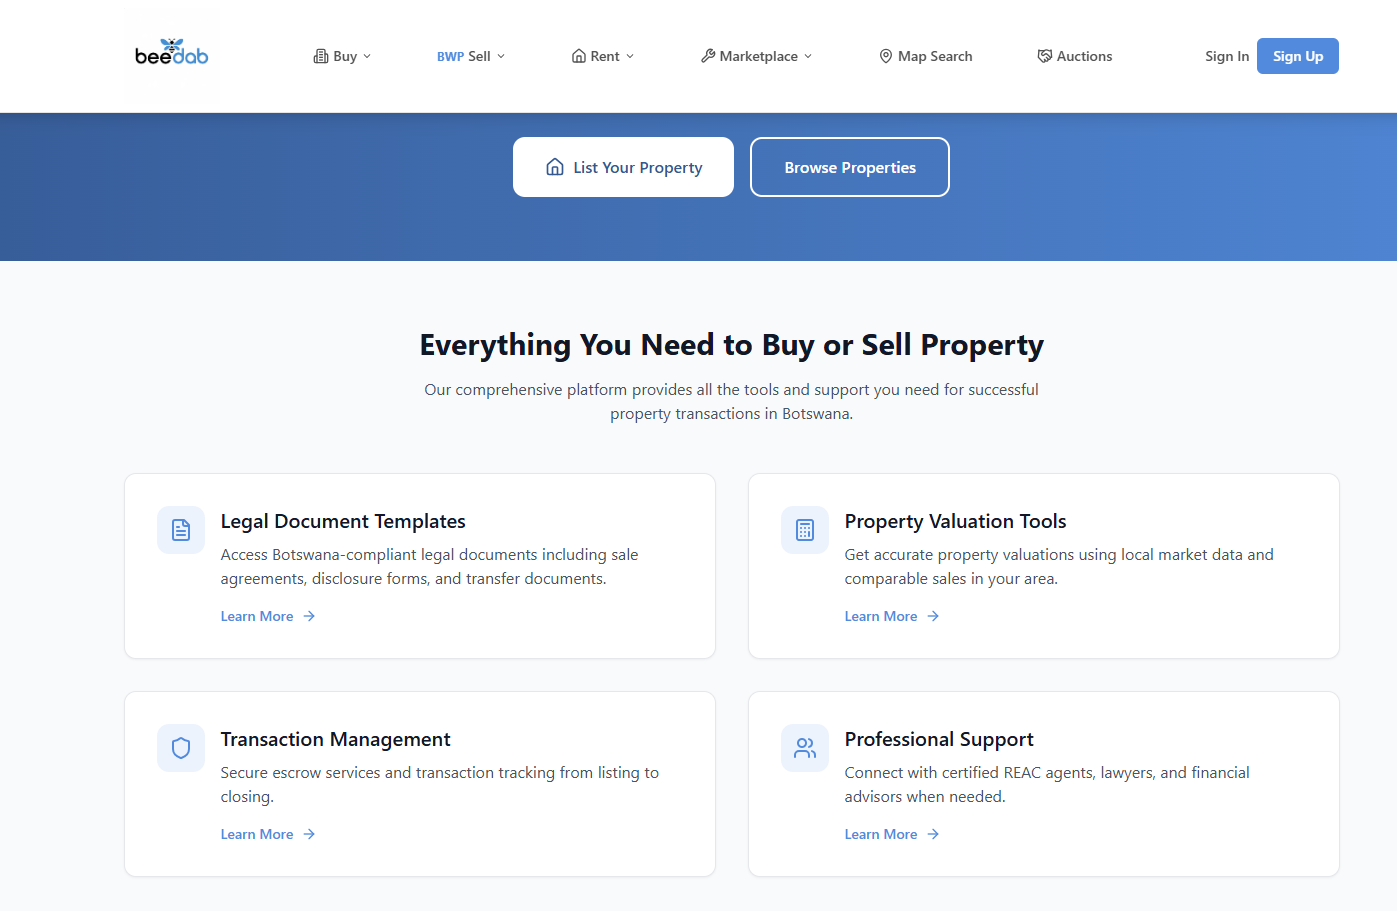 beedab
Buy
BWP Sell
Rent
Marketplace
Map Search
Auctions
Sign In
Sign Up
List Your Property
Browse Properties
Everything You Need to Buy or Sell Property
Our comprehensive platform provides all the tools and support you need for successful
property transactions in Botswana.
Legal Document Templates
Access Botswana-compliant legal documents including sale
agreements, disclosure forms, and transfer documents.
Learn More
Property Valuation Tools
Get accurate property valuations using local market data and
comparable sales in your area.
Learn More
Transaction Management
Secure escrow services and transaction tracking from listing to
closing.
Learn More
Professional Support
Connect with certified REAC agents, lawyers, and financial
advisors when needed.
Learn More